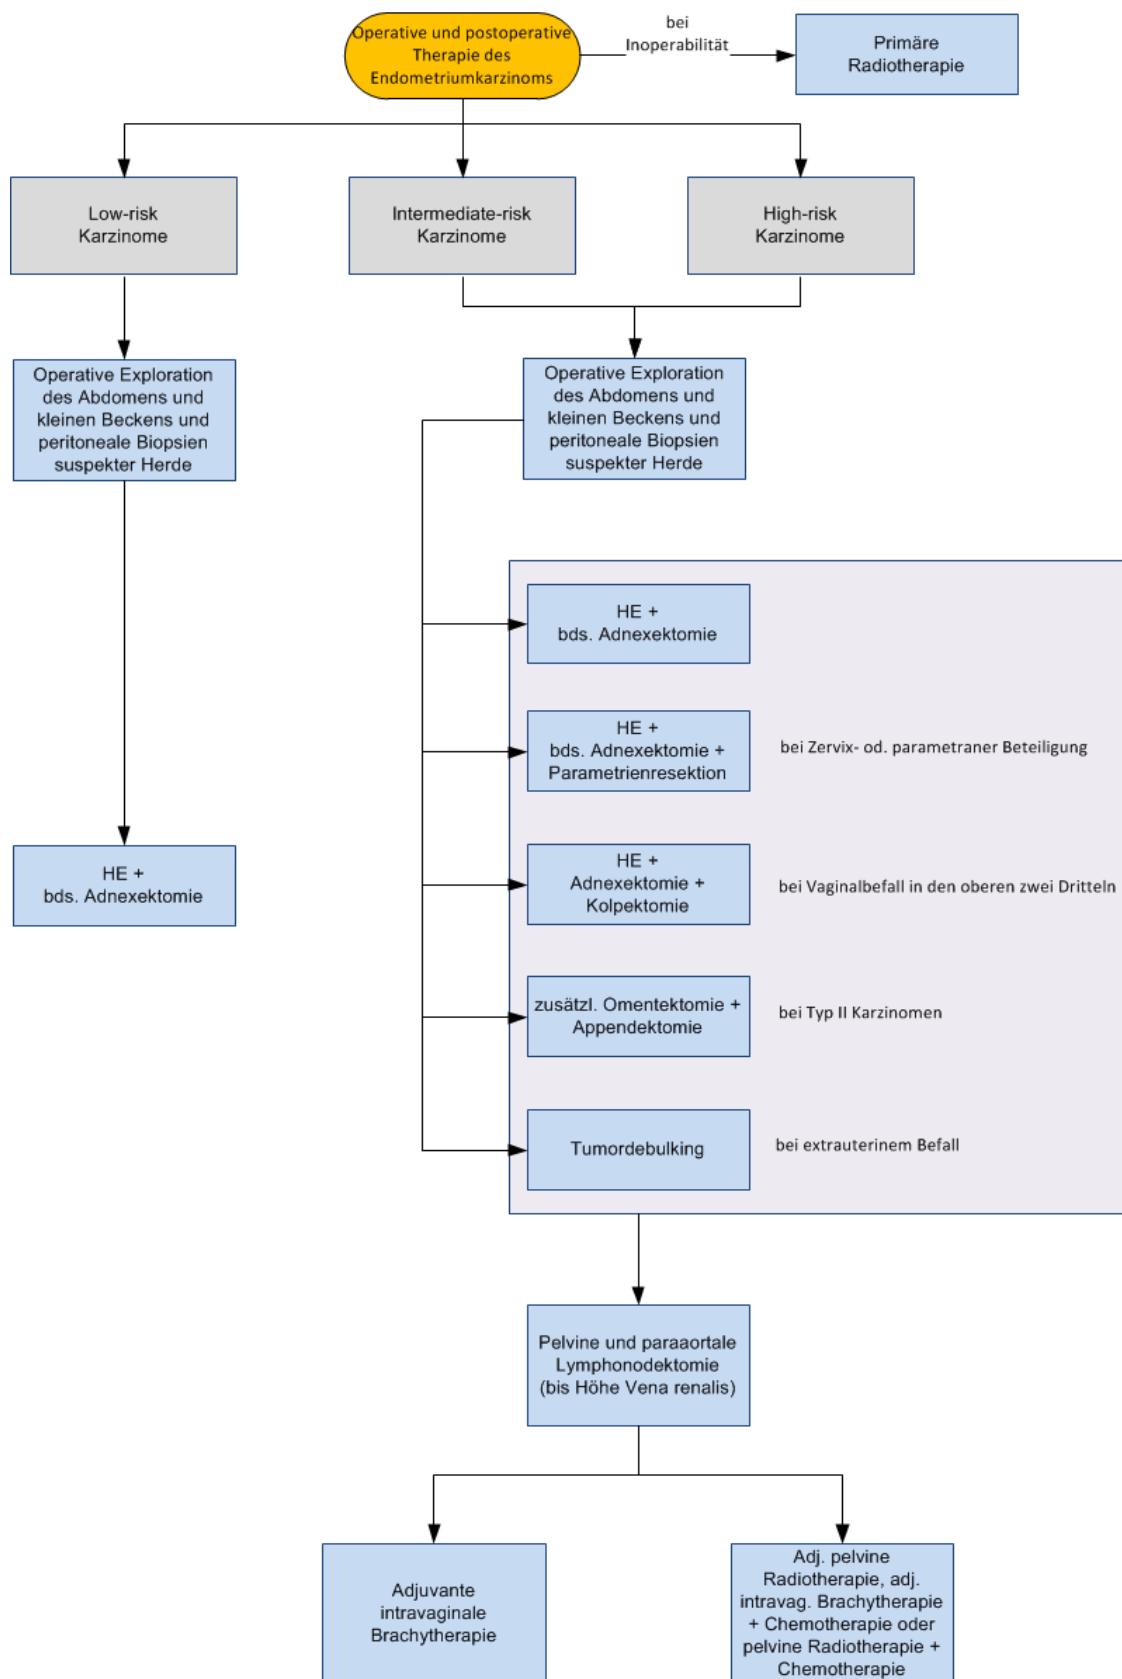 Operative und postoperative
Therapie des
Endometriumkarzinoms
bei
Inoperabilität
Primäre
Radiotherapie
Low-risk
Karzinome
Intermediate-risk
Karzinome
High-risk
Karzinome
Operative Exploration
des Abdomens und
kleinen Beckens und
peritoneale Biopsien
suspekter Herde
Operative Exploration
des Abdomens und
kleinen Beckens und
peritoneale Biopsien
suspekter Herde
HE +
bds. Adnexektomie
HE +
bds. Adnexektomie
HE +
bds. Adnexektomie +
Parametrienresektion
bei Zervix- od. parametraner Beteiligung
HE +
Adnexektomie +
Kolpektomie
bei Vaginalbefall in den oberen zwei Dritteln
zusätzl. Omentektomie +
Appendektomie
bei Typ II Karzinomen
Tumordebulking
bei extrauterinem Befall
Pelvine und paraaortale
Lymphonodektomie
(bis Höhe Vena renalis)
Adjuvante
intravaginale
Brachytherapie
Adj. pelvine
Radiotherapie, adj.
intravag. Brachytherapie
+ Chemotherapie oder
pelvine Radiotherapie +
Chemotherapie